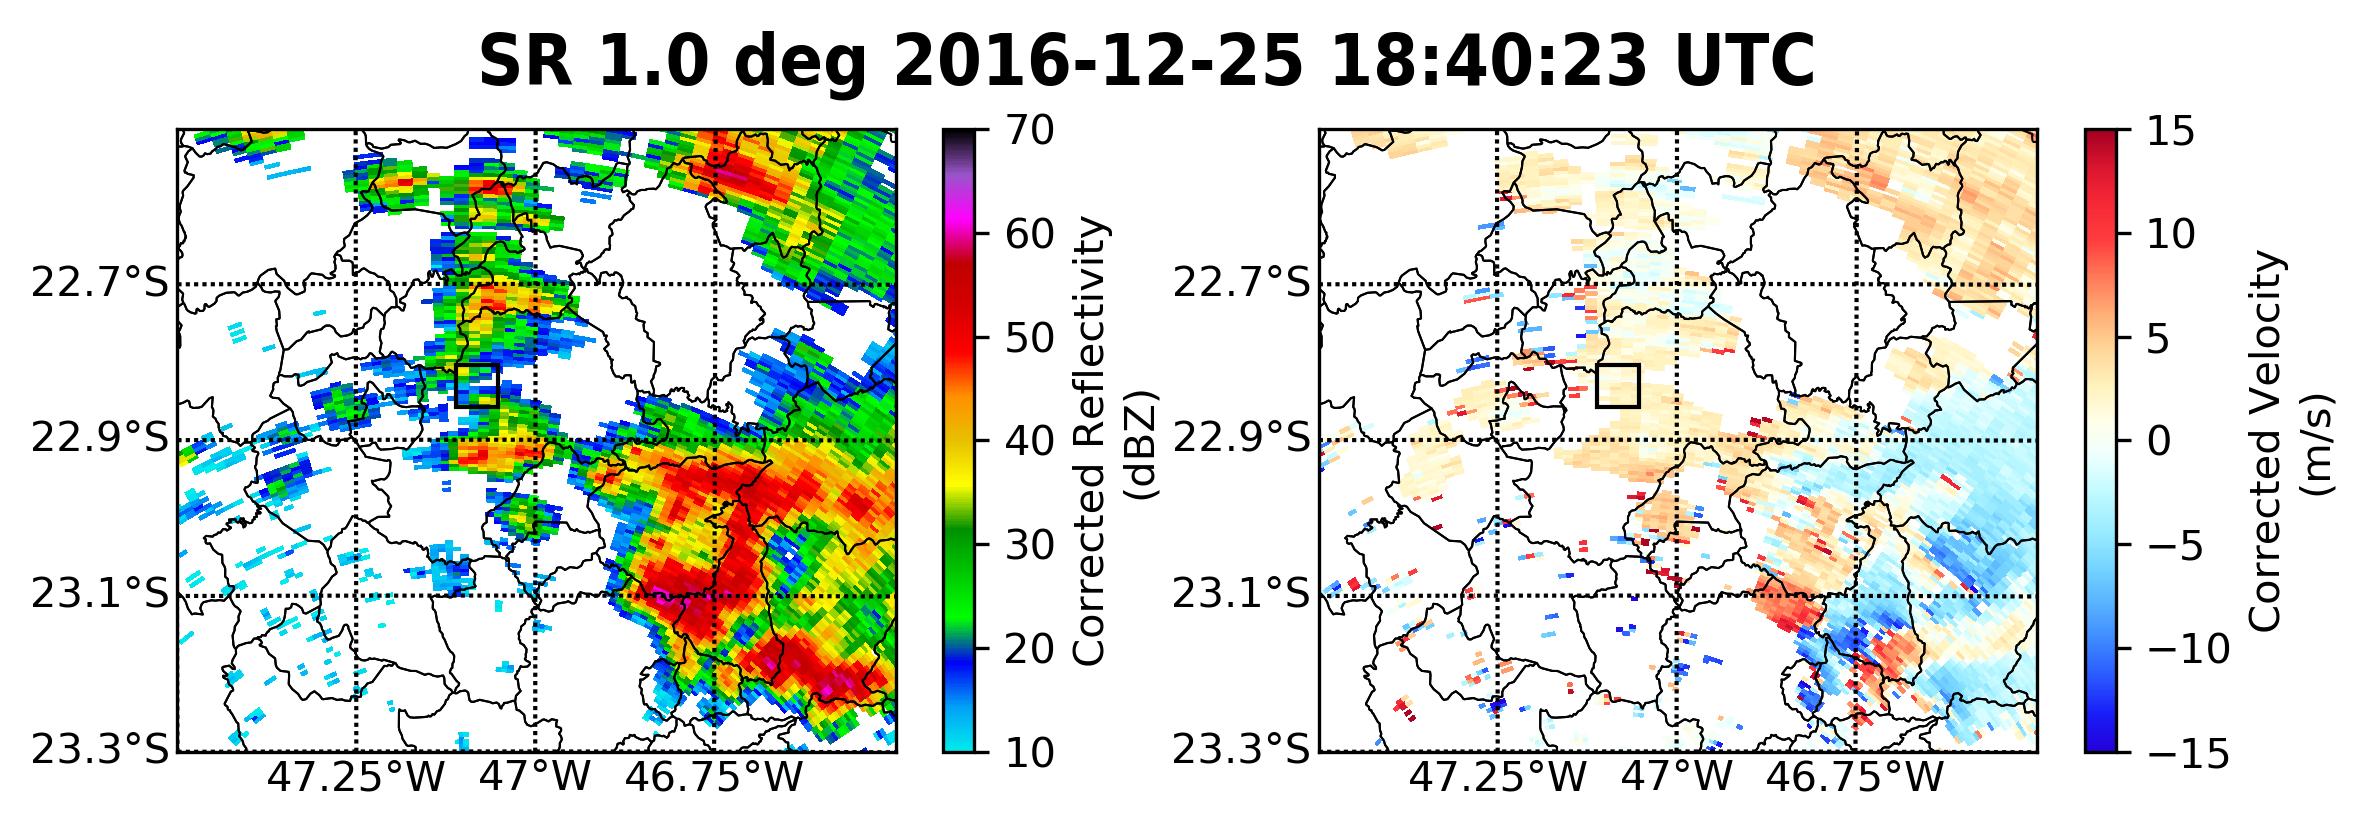 SR 1.0 deg 2016-12-25 18:40:23 UTC
22.7°S
22.9°S
23.1°S
23.3°S
47.25°W
47°W
46.75°W
70
60
50
40
30
20
10
Corrected Reflectivity
(dBZ)
22.7°S
22.9°S
23.1°S
23.3°S
47.25°W
47°W
46.75°W
15
10
5
0
−5
−10
−15
Corrected Velocity
(m/s)